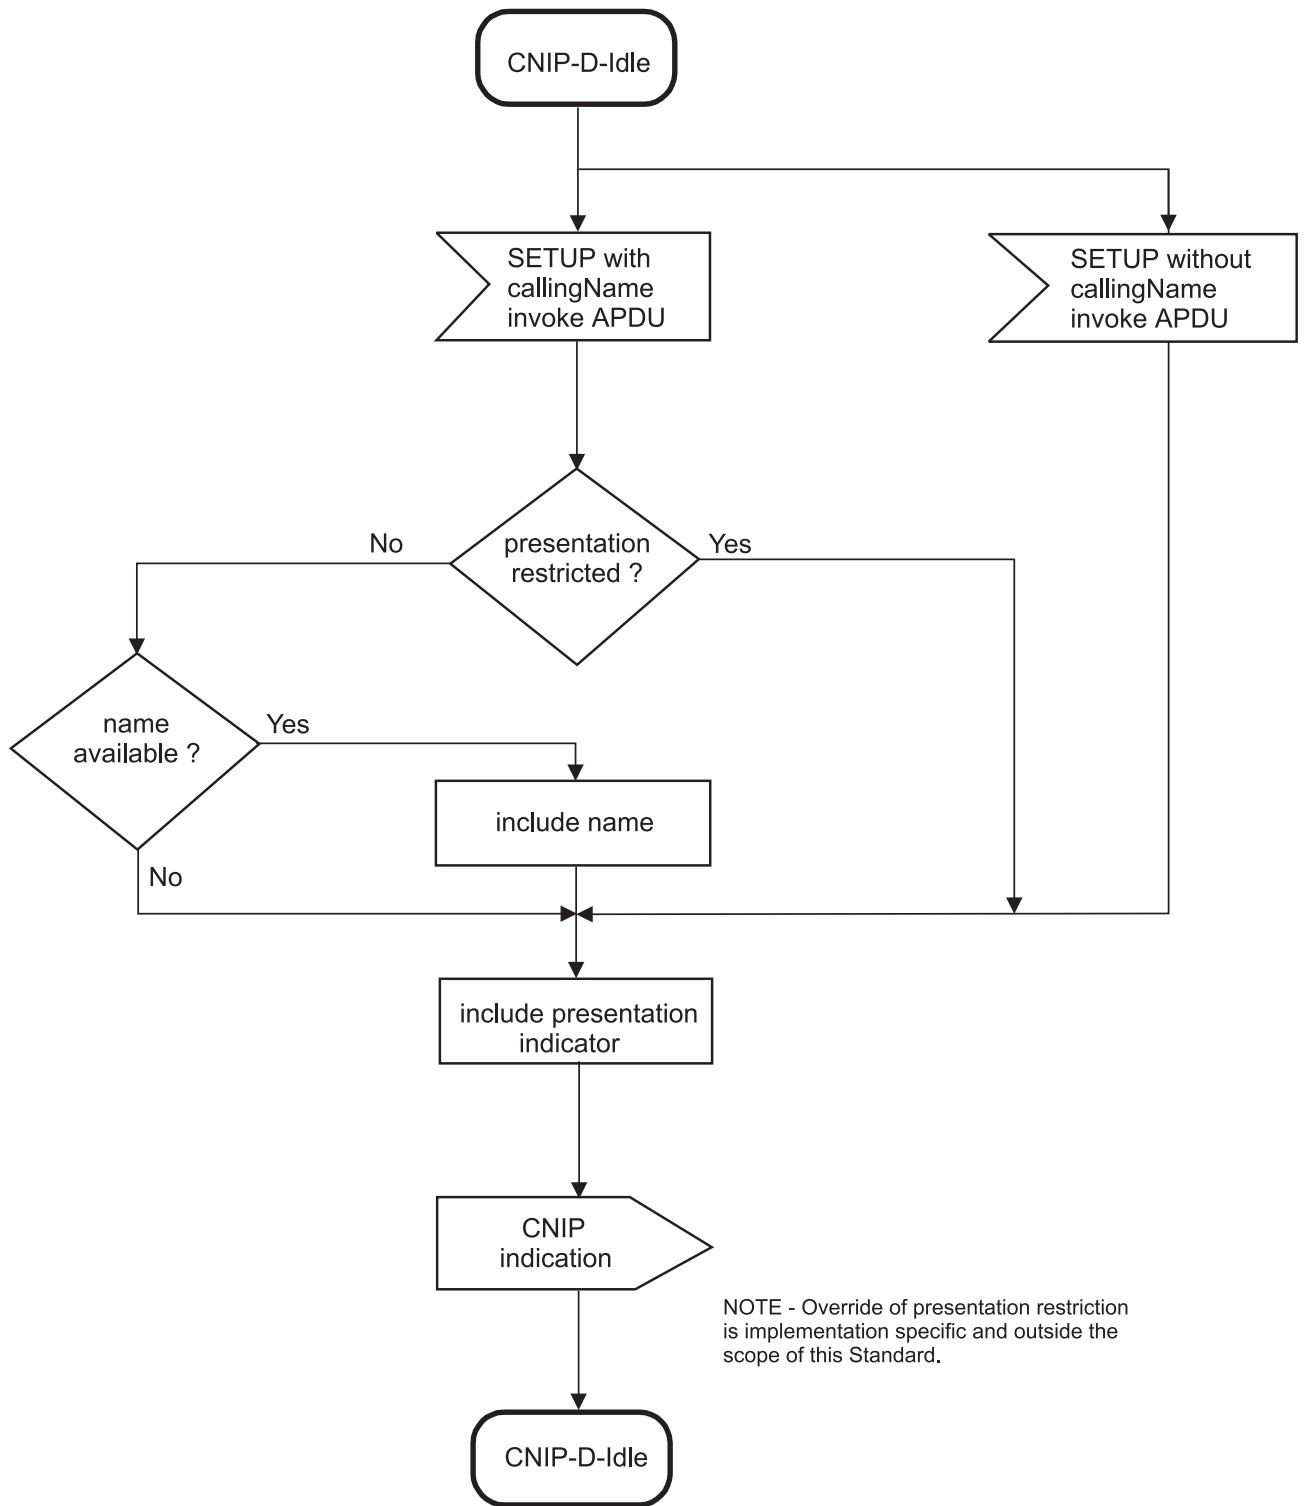 CNIP-D-Idle
SETUP with
callingName
invoke APDU
SETUP without
callingName
invoke APDU
presentation
restricted ?
No
Yes
name
available ?
Yes
No
include name
include presentation
indicator
CNIP
indication
NOTE - Override of presentation restriction
is implementation specific and outside the
scope of this Standard.
CNIP-D-Idle